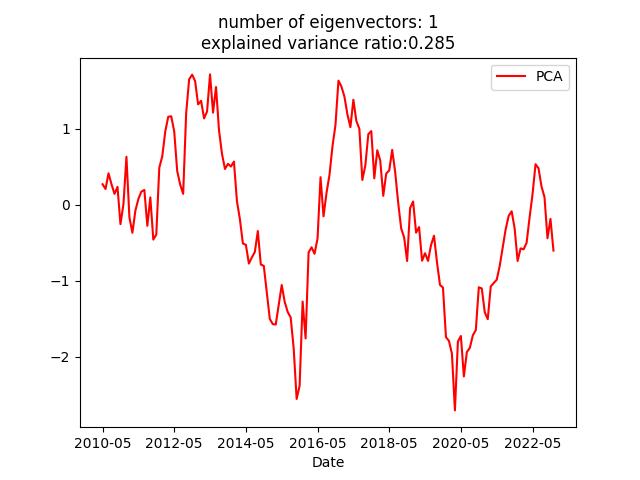 number of eigenvectors: 1
explained variance ratio:0.285
PCA
1
0
−1
−2
2010-05 2012-05 2014-05 2016-05 2018-05 2020-05 2022-05
Date